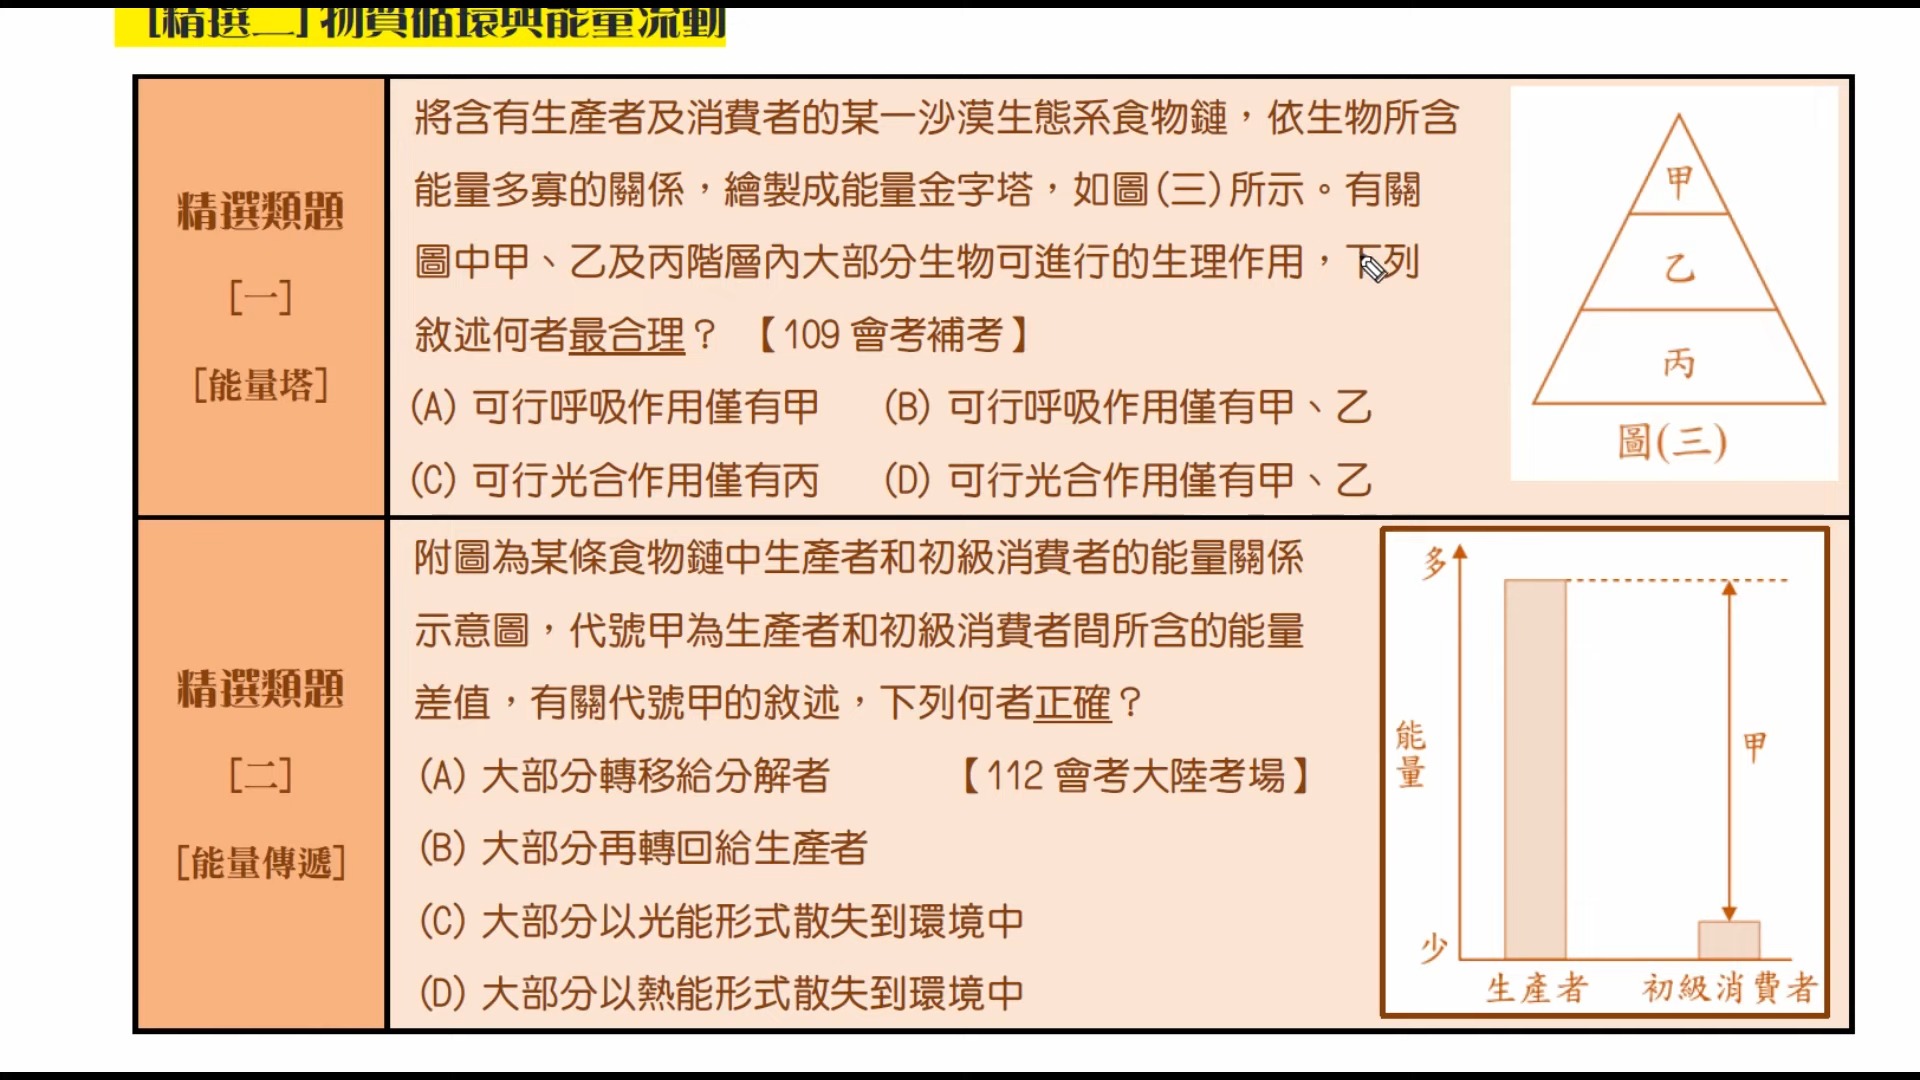 [精選二]物質循環與能量流動
精選類題
[一]
[能量塔]
將含有生產者及消費者的某一沙漠生態系食物鏈，依生物所含
能量多寡的關係，繪製成能量金字塔，如圖(三)所示。有關
圖中甲、乙及丙階層內大部分生物可進行的生理作用，下列
敘述何者最合理？ 【109 會考補考】
(A) 可行呼吸作用僅有甲 (B) 可行呼吸作用僅有甲、乙
(C) 可行光合作用僅有丙 (D) 可行光合作用僅有甲、乙
甲
乙
丙
圖(三)
精選類題
[二]
[能量傳遞]
附圖為某條食物鏈中生產者和初級消費者的能量關係
示意圖，代號甲為生產者和初級消費者間所含的能量
差值，有關代號甲的敘述，下列何者正確？
(A) 大部分轉移給分解者 【112 會考大陸考場】
(B) 大部分再轉回給生產者
(C) 大部分以光能形式散失到環境中
(D) 大部分以熱能形式散失到環境中
多
能量
甲
少
生產者 初級消費者